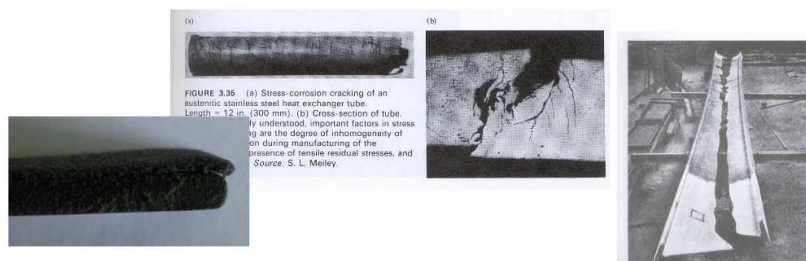 (a)
(b)
FIGURE 3.35 (a) Stress-corrosion cracking of an
austenitic stainless steel heat exchanger tube.
Length = 12 in. (300 mm). (b) Cross-section of tube.
ly understood, important factors in stress
are the degree of inhomogeneity of
on during manufacturing of the
presence of tensile residual stresses, and
Source: S. L. Meiley.